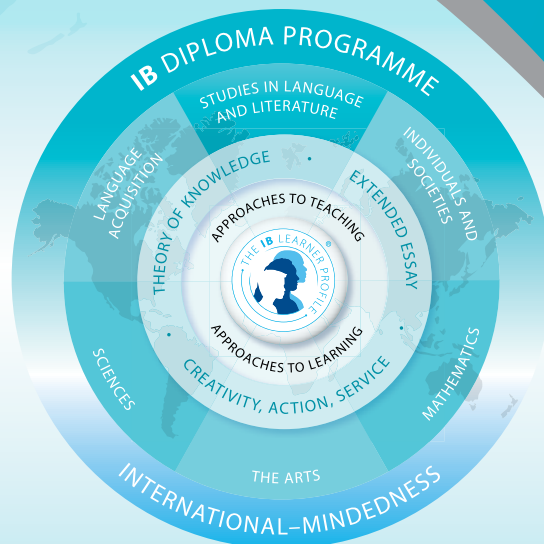 IB DIPLOMA PROGRAMME
STUDIES IN LANGUAGE
AND LITERATURE
LANGUAGE
ACQUISITION
INDIVIDUALS AND
SOCIETIES
THEORY OF KNOWLEDGE
EXTENDED ESSAY
APPROACHES TO TEACHING
THE IB LEARNER PROFILE
®
APPROACHES TO LEARNING
CREATIVITY, ACTION, SERVICE
SCIENCES
MATHEMATICS
THE ARTS
INTERNATIONAL–MINDEDNESS